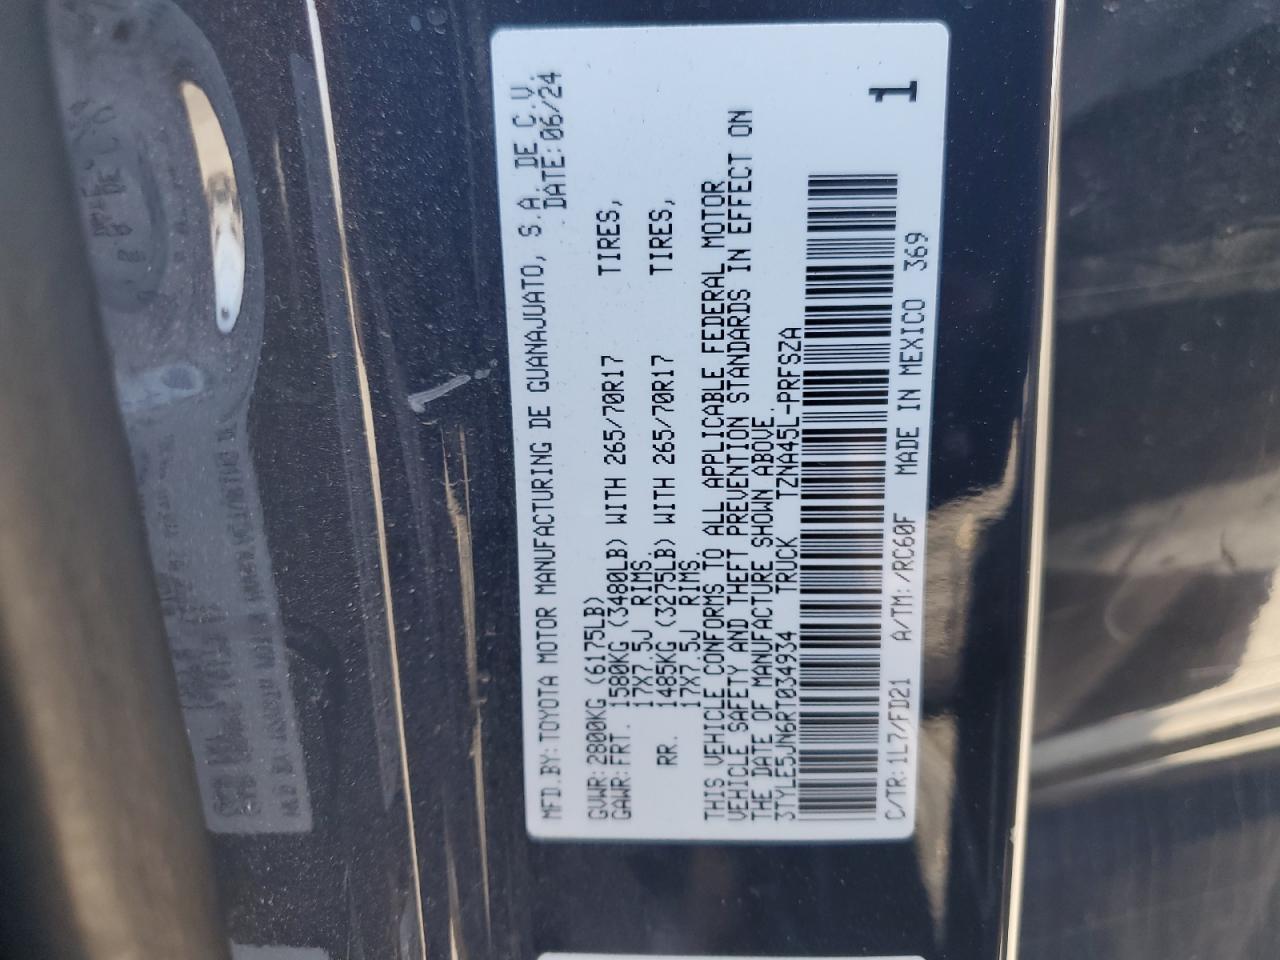 MFD.BY:TOYOTA MOTOR MANUFACTURING DE GUANAJUATO, S.A. DE C.V.
DATE:06/24
GVWR:2800KG (6175LB)
GAWR:FRT. 1580KG (3480LB) WITH 265/70R17 TIRES,
17X7.5J RIMS
RR. 1485KG (3275LB) WITH 265/70R17 TIRES,
17X7.5J RIMS.
THIS VEHICLE CONFORMS TO ALL APPLICABLE FEDERAL MOTOR
VEHICLE SAFETY AND THEFT PREVENTION STANDARDS IN EFFECT ON
THE DATE OF MANUFACTURE SHOWN ABOVE.
3TYLE5JN6RT034934 TRUCK TZNA45L-PRFSZA
1
C/TR:1L7/FD21 A/TM:/RC60F MADE IN MEXICO 369